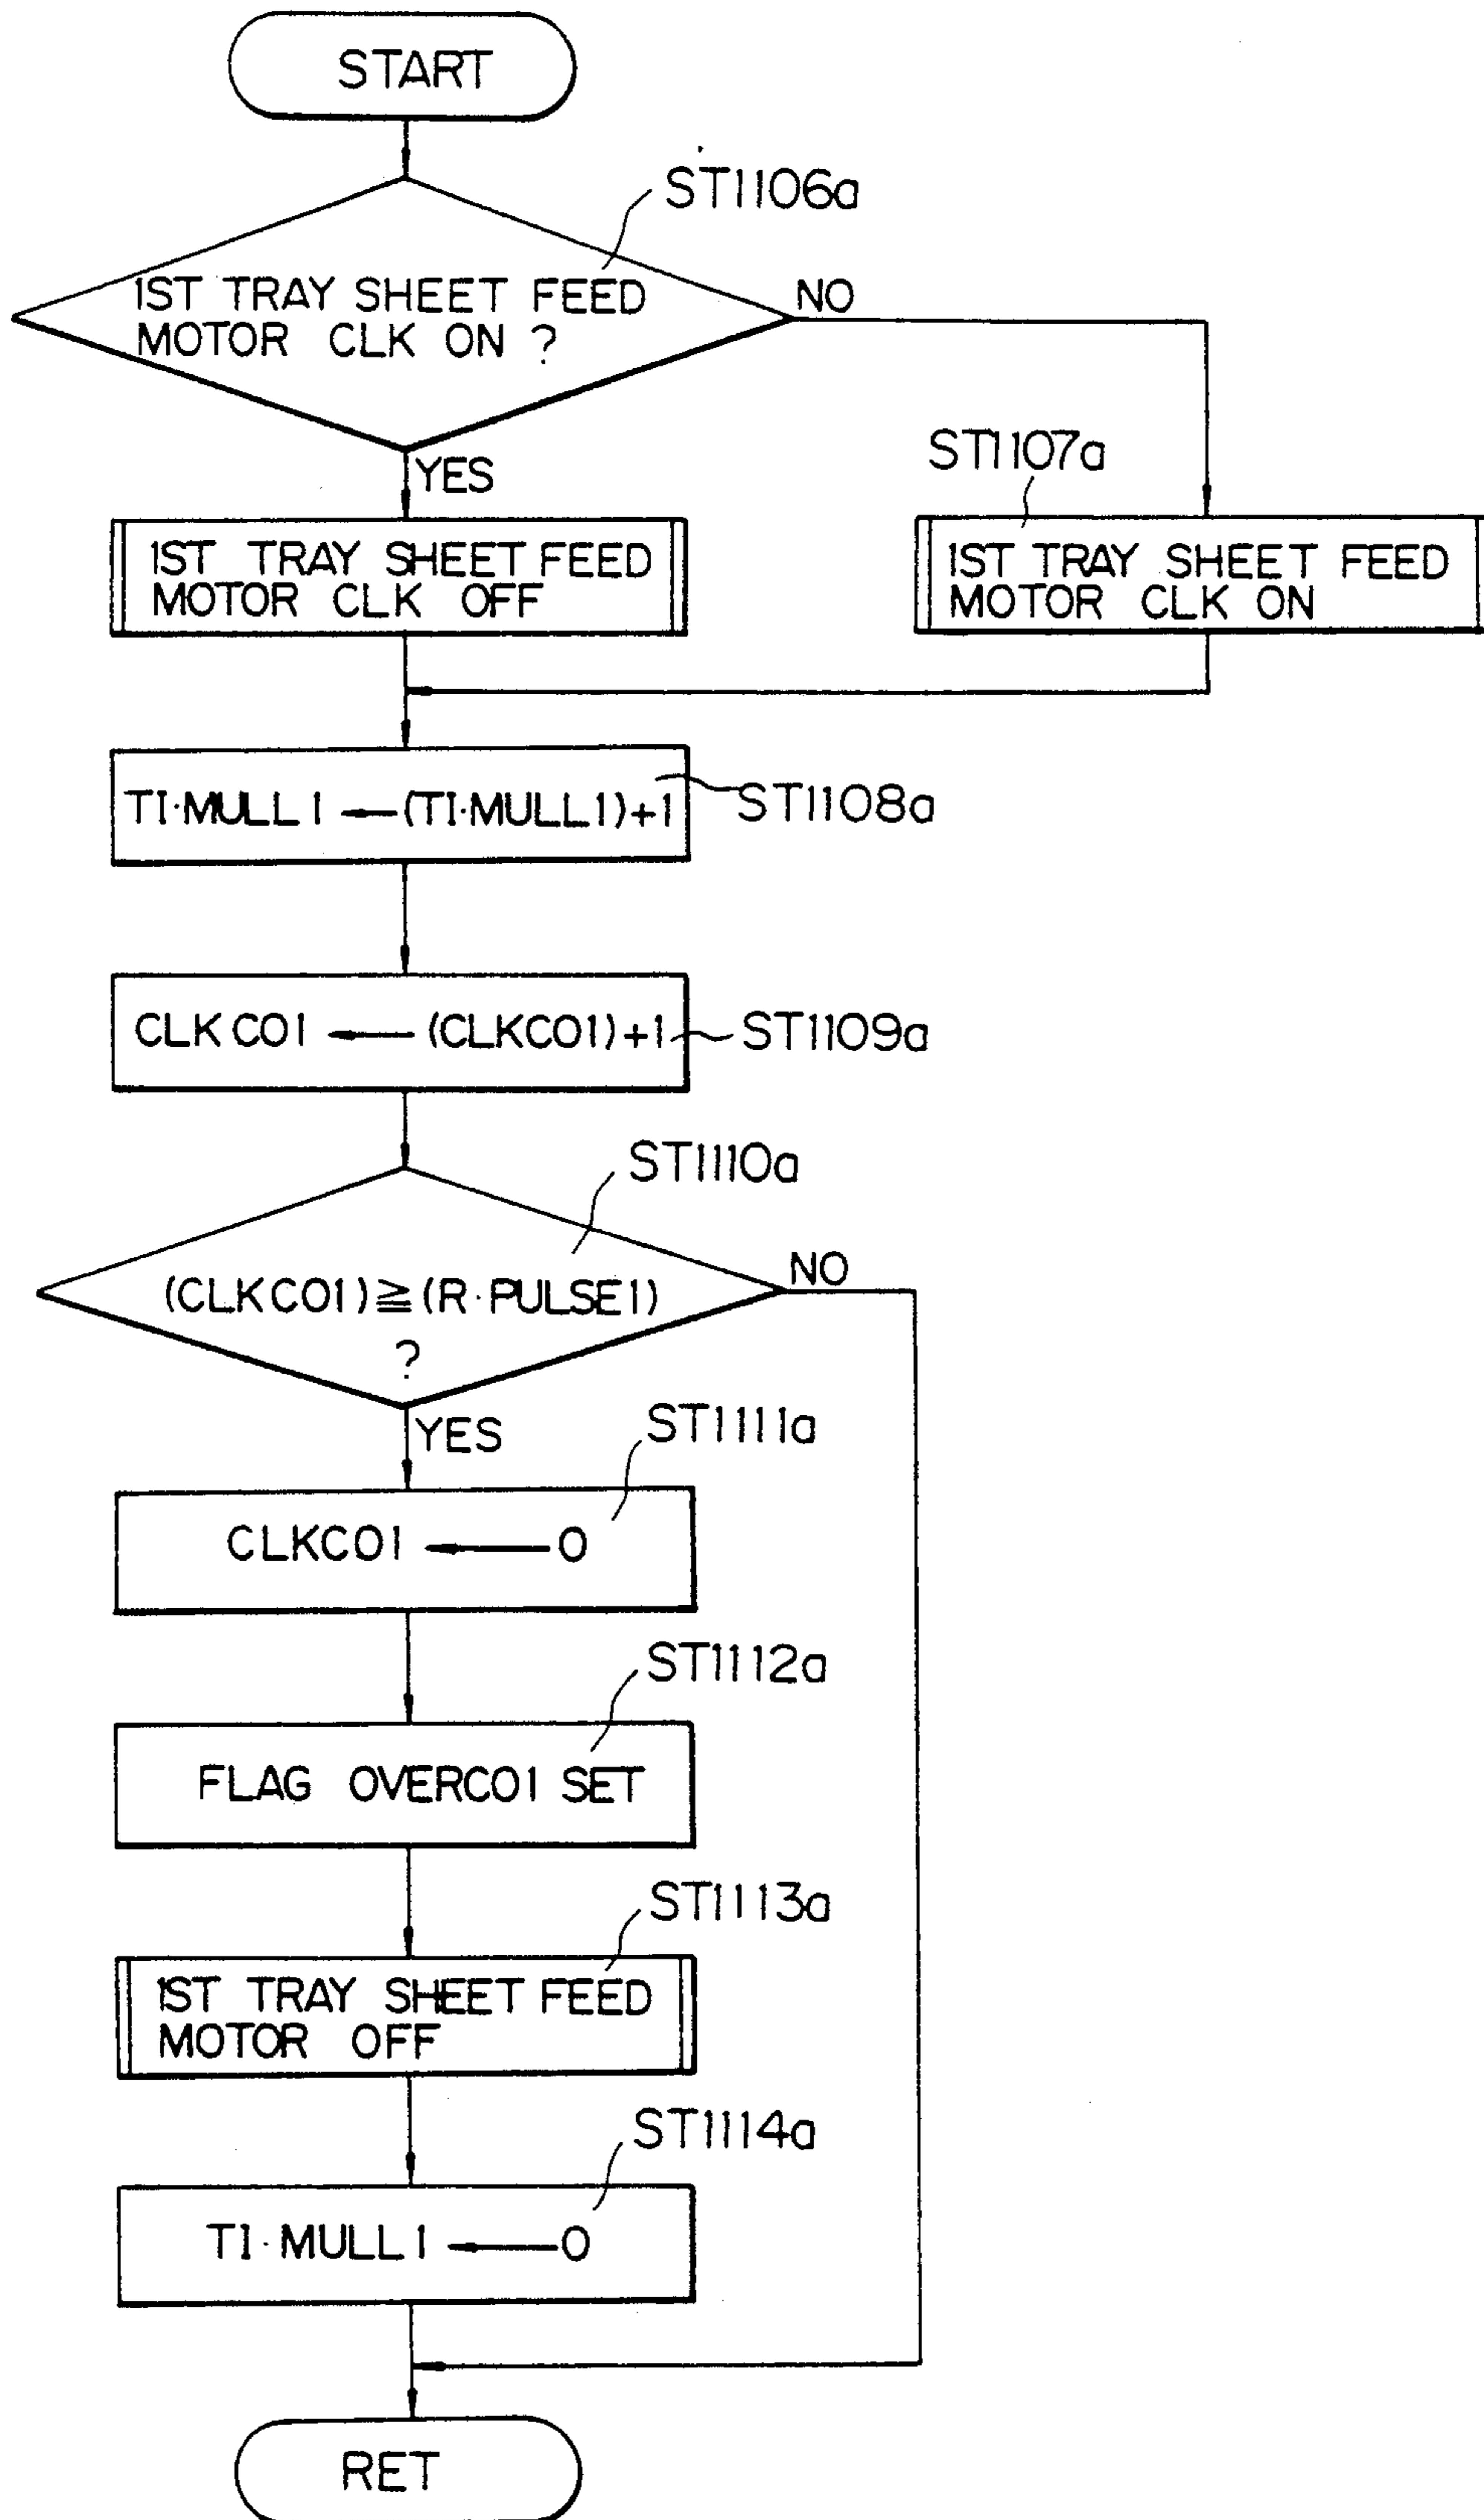 START
ST1106a
1ST TRAY SHEET FEED
MOTOR CLK ON ?
NO
YES
ST1107a
1ST TRAY SHEET FEED
MOTOR CLK OFF
1ST TRAY SHEET FEED
MOTOR CLK ON
TI·MULL1 ← (TI·MULL1)+1
ST1108a
CLKCO1 ← (CLKCO1)+1
ST1109a
ST1110a
NO
(CLKCO1)≧(R·PULSE1)
?
YES
ST1111a
CLKCO1 ← 0
ST1112a
FLAG OVERCO1 SET
ST1113a
1ST TRAY SHEET FEED
MOTOR OFF
ST1114a
TI·MULL1 ← 0
RET